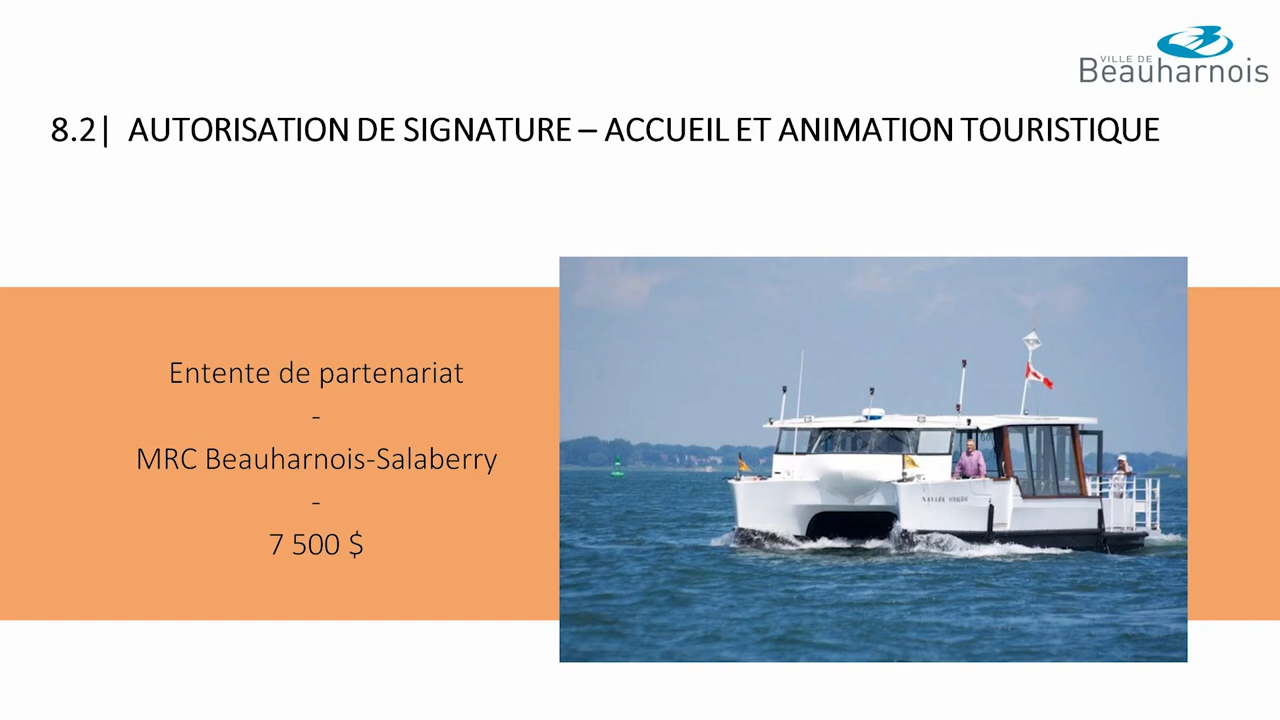 VILLE DE
Beauharnois
8.2| AUTORISATION DE SIGNATURE – ACCUEIL ET ANIMATION TOURISTIQUE
Entente de partenariat
-
MRC Beauharnois-Salaberry
-
7 500 $